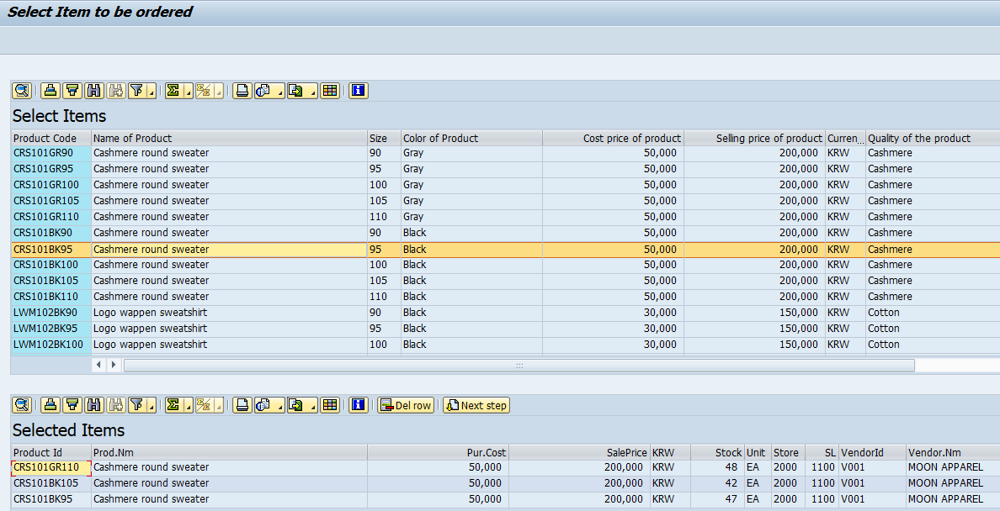 Select Item to be ordered
Select Items
Product Code Name of Product Size Color of Product Cost price of product Selling price of product Curren... Quality of the product
CRS101GR90 Cashmere round sweater 90 Gray 50,000 200,000 KRW Cashmere
CRS101GR95 Cashmere round sweater 95 Gray 50,000 200,000 KRW Cashmere
CRS101GR100 Cashmere round sweater 100 Gray 50,000 200,000 KRW Cashmere
CRS101GR105 Cashmere round sweater 105 Gray 50,000 200,000 KRW Cashmere
CRS101GR110 Cashmere round sweater 110 Gray 50,000 200,000 KRW Cashmere
CRS101BK90 Cashmere round sweater 90 Black 50,000 200,000 KRW Cashmere
CRS101BK95 Cashmere round sweater 95 Black 50,000 200,000 KRW Cashmere
CRS101BK100 Cashmere round sweater 100 Black 50,000 200,000 KRW Cashmere
CRS101BK105 Cashmere round sweater 105 Black 50,000 200,000 KRW Cashmere
CRS101BK110 Cashmere round sweater 110 Black 50,000 200,000 KRW Cashmere
LWM102BK90 Logo wappen sweatshirt 90 Black 30,000 150,000 KRW Cotton
LWM102BK95 Logo wappen sweatshirt 95 Black 30,000 150,000 KRW Cotton
LWM102BK100 Logo wappen sweatshirt 100 Black 30,000 150,000 KRW Cotton
Del row Next step
Selected Items
Product Id Prod.Nm Pur.Cost SalePrice KRW Stock Unit Store SL VendorId Vendor.Nm
CRS101GR110 Cashmere round sweater 50,000 200,000 KRW 48 EA 2000 1100 V001 MOON APPAREL
CRS101BK105 Cashmere round sweater 50,000 200,000 KRW 42 EA 2000 1100 V001 MOON APPAREL
CRS101BK95 Cashmere round sweater 50,000 200,000 KRW 47 EA 2000 1100 V001 MOON APPAREL